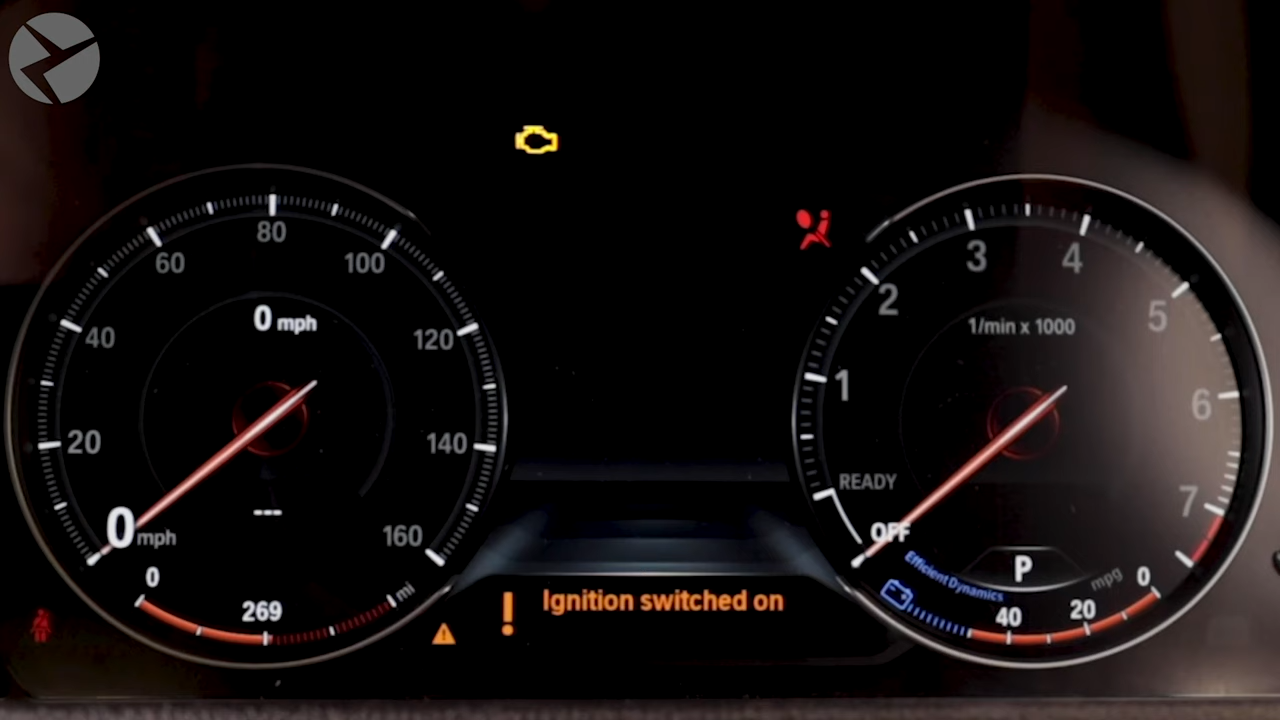 80
60
100
40
120
20
140
160
0 mph
0 mph
---
0
269
mi
Ignition switched on
3
4
2
5
1
6
7
1/min x 1000
READY
OFF
P
Efficient Dynamics
mpg
0
20
40